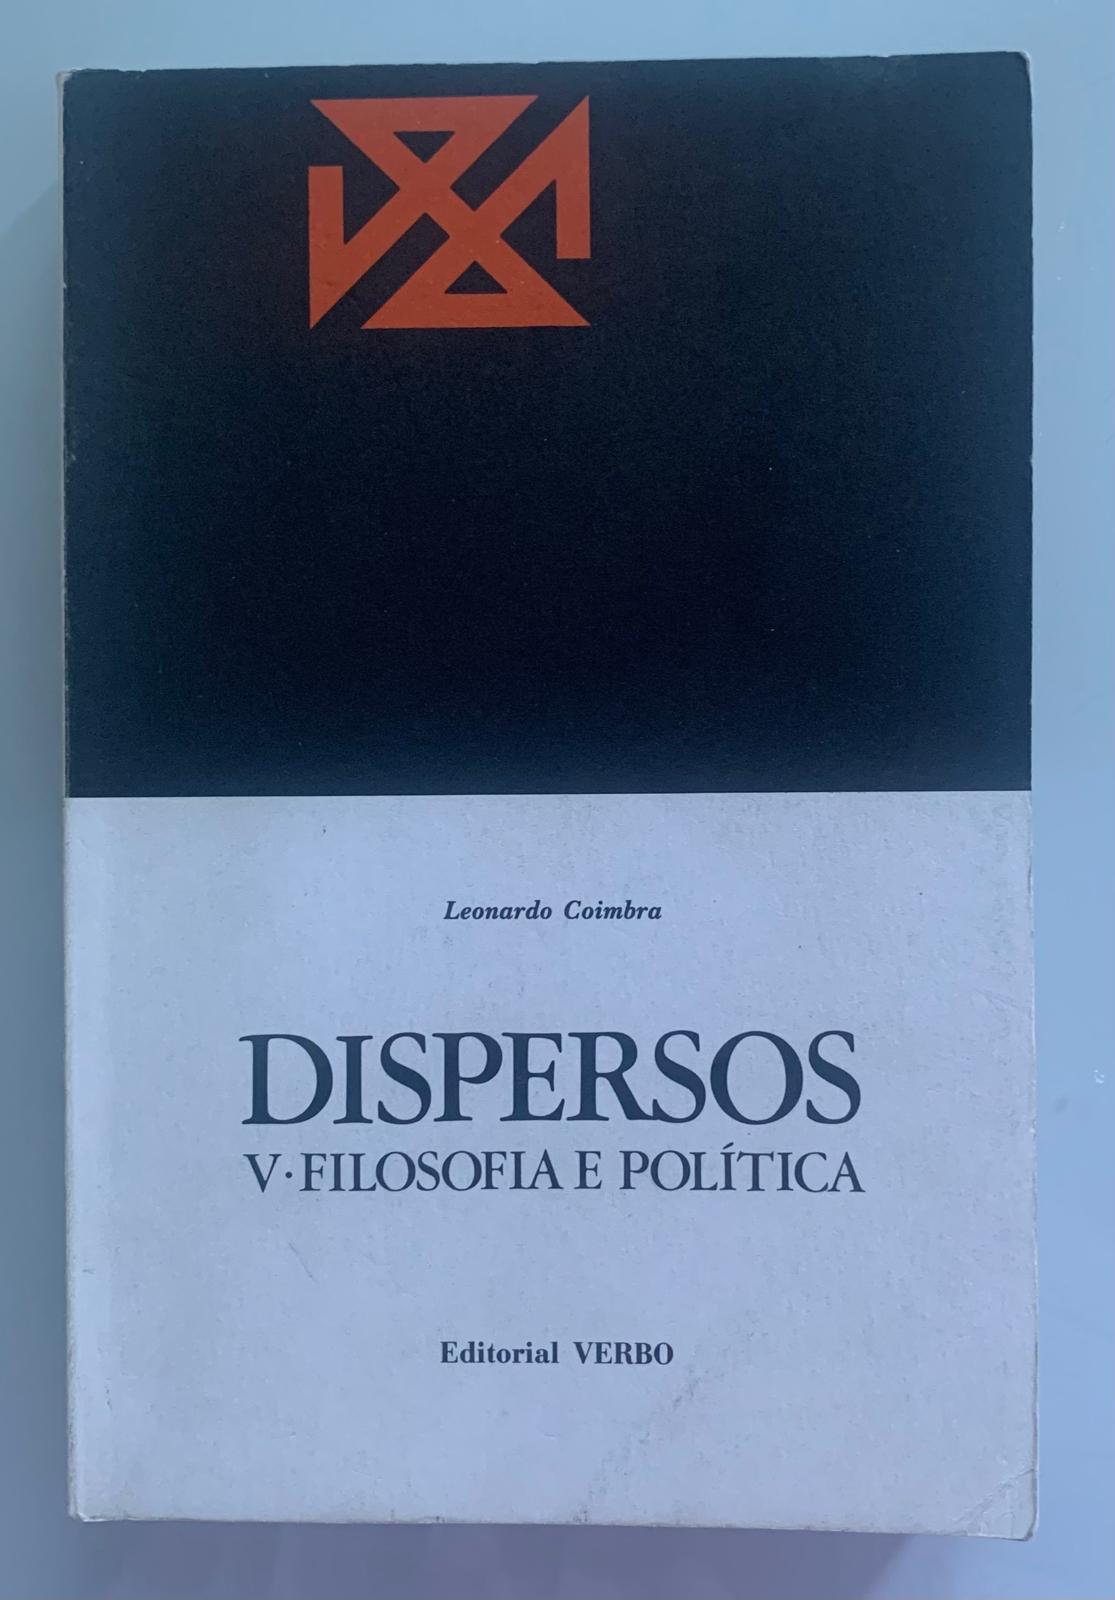 Leonardo Coimbra
DISPERSOS
V·FILOSOFIA E POLÍTICA
Editorial VERBO